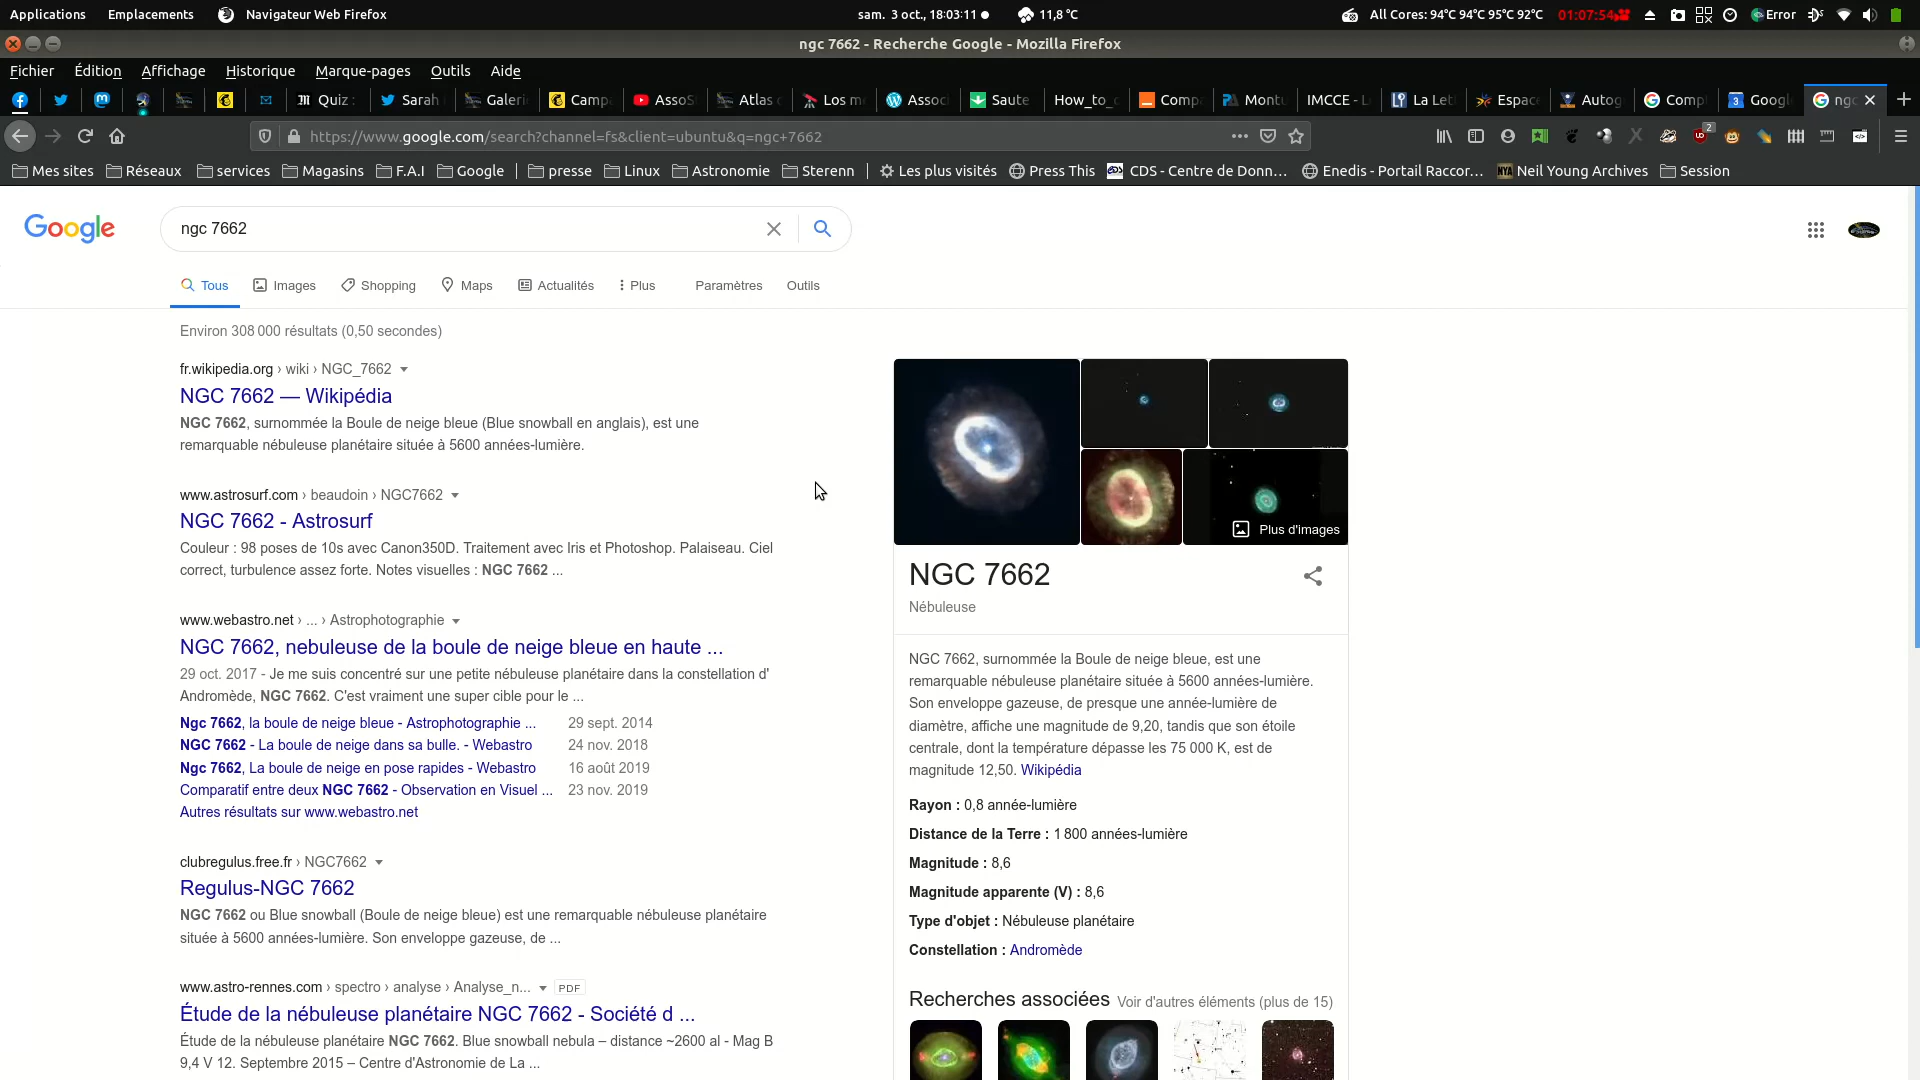 Applications Emplacements Navigateur Web Firefox sam. 3 oct., 18:03:11 11,8 °C All Cores: 94°C 94°C 95°C 92°C 01:07:54 Error
ngc 7662 - Recherche Google - Mozilla Firefox
Fichier Édition Affichage Historique Marque-pages Outils Aide
Quiz : Sarah Galeri Camp AssoS Atlas Los m Assoc Saute How_to_ Comp Montu IMCCE - L La Let Espac Autog Compt Googl ngc
https://www.google.com/search?channel=fs&client=ubuntu&q=ngc+7662 2
Mes sites Réseaux services Magasins F.A.I Google presse Linux Astronomie Sterenn Les plus visités Press This CDS - Centre de Donn… Enedis - Portail Raccor… NYA Neil Young Archives Session
Google ngc 7662
Tous Images Shopping Maps Actualités Plus Paramètres Outils
Environ 308 000 résultats (0,50 secondes)
fr.wikipedia.org › wiki › NGC_7662
NGC 7662 — Wikipédia
NGC 7662, surnommée la Boule de neige bleue (Blue snowball en anglais), est une
remarquable nébuleuse planétaire située à 5600 années-lumière.
www.astrosurf.com › beaudoin › NGC7662
NGC 7662 - Astrosurf
Couleur : 98 poses de 10s avec Canon350D. Traitement avec Iris et Photoshop. Palaiseau. Ciel
correct, turbulence assez forte. Notes visuelles : NGC 7662 ...
www.webastro.net › ... › Astrophotographie
NGC 7662, nebuleuse de la boule de neige bleue en haute ...
29 oct. 2017 - Je me suis concentré sur une petite nébuleuse planétaire dans la constellation d'
Andromède, NGC 7662. C'est vraiment une super cible pour le ...
Ngc 7662, la boule de neige bleue - Astrophotographie ... 29 sept. 2014
NGC 7662 - La boule de neige dans sa bulle. - Webastro 24 nov. 2018
Ngc 7662, La boule de neige en pose rapides - Webastro 16 août 2019
Comparatif entre deux NGC 7662 - Observation en Visuel ... 23 nov. 2019
Autres résultats sur www.webastro.net
clubregulus.free.fr › NGC7662
Regulus-NGC 7662
NGC 7662 ou Blue snowball (Boule de neige bleue) est une remarquable nébuleuse planétaire
située à 5600 années-lumière. Son enveloppe gazeuse, de ...
www.astro-rennes.com › spectro › analyse › Analyse_n... PDF
Étude de la nébuleuse planétaire NGC 7662 - Société d ...
Étude de la nébuleuse planétaire NGC 7662. Blue snowball nebula – distance ~2600 al - Mag B
9,4 V 12. Septembre 2015 – Centre d'Astronomie de La ...
Plus d'images
NGC 7662
Nébuleuse
NGC 7662, surnommée la Boule de neige bleue, est une
remarquable nébuleuse planétaire située à 5600 années-lumière.
Son enveloppe gazeuse, de presque une année-lumière de
diamètre, affiche une magnitude de 9,20, tandis que son étoile
centrale, dont la température dépasse les 75 000 K, est de
magnitude 12,50. Wikipédia
Rayon : 0,8 année-lumière
Distance de la Terre : 1 800 années-lumière
Magnitude : 8,6
Magnitude apparente (V) : 8,6
Type d'objet : Nébuleuse planétaire
Constellation : Andromède
Recherches associées Voir d'autres éléments (plus de 15)